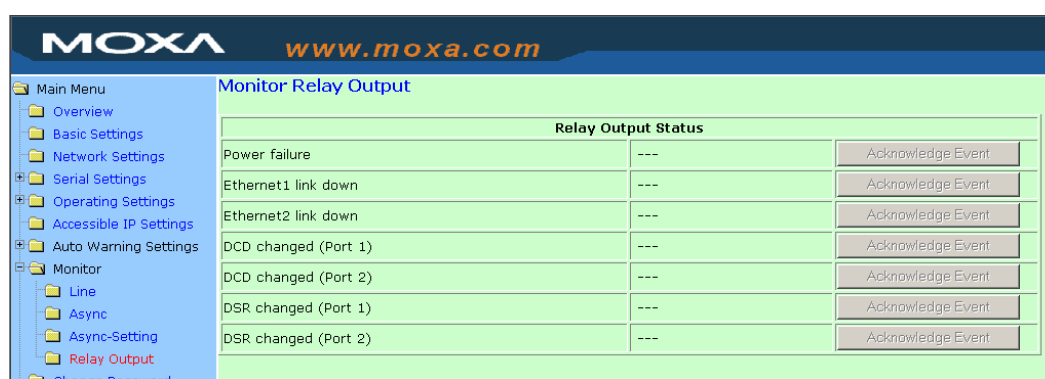 MOXA www.moxa.com
Main Menu
Overview
Basic Settings
Network Settings
Serial Settings
Operating Settings
Accessible IP Settings
Auto Warning Settings
Monitor
Line
Async
Async-Setting
Relay Output
Monitor Relay Output
Relay Output Status
Power failure --- Acknowledge Event
Ethernet1 link down --- Acknowledge Event
Ethernet2 link down --- Acknowledge Event
DCD changed (Port 1) --- Acknowledge Event
DCD changed (Port 2) --- Acknowledge Event
DSR changed (Port 1) --- Acknowledge Event
DSR changed (Port 2) --- Acknowledge Event